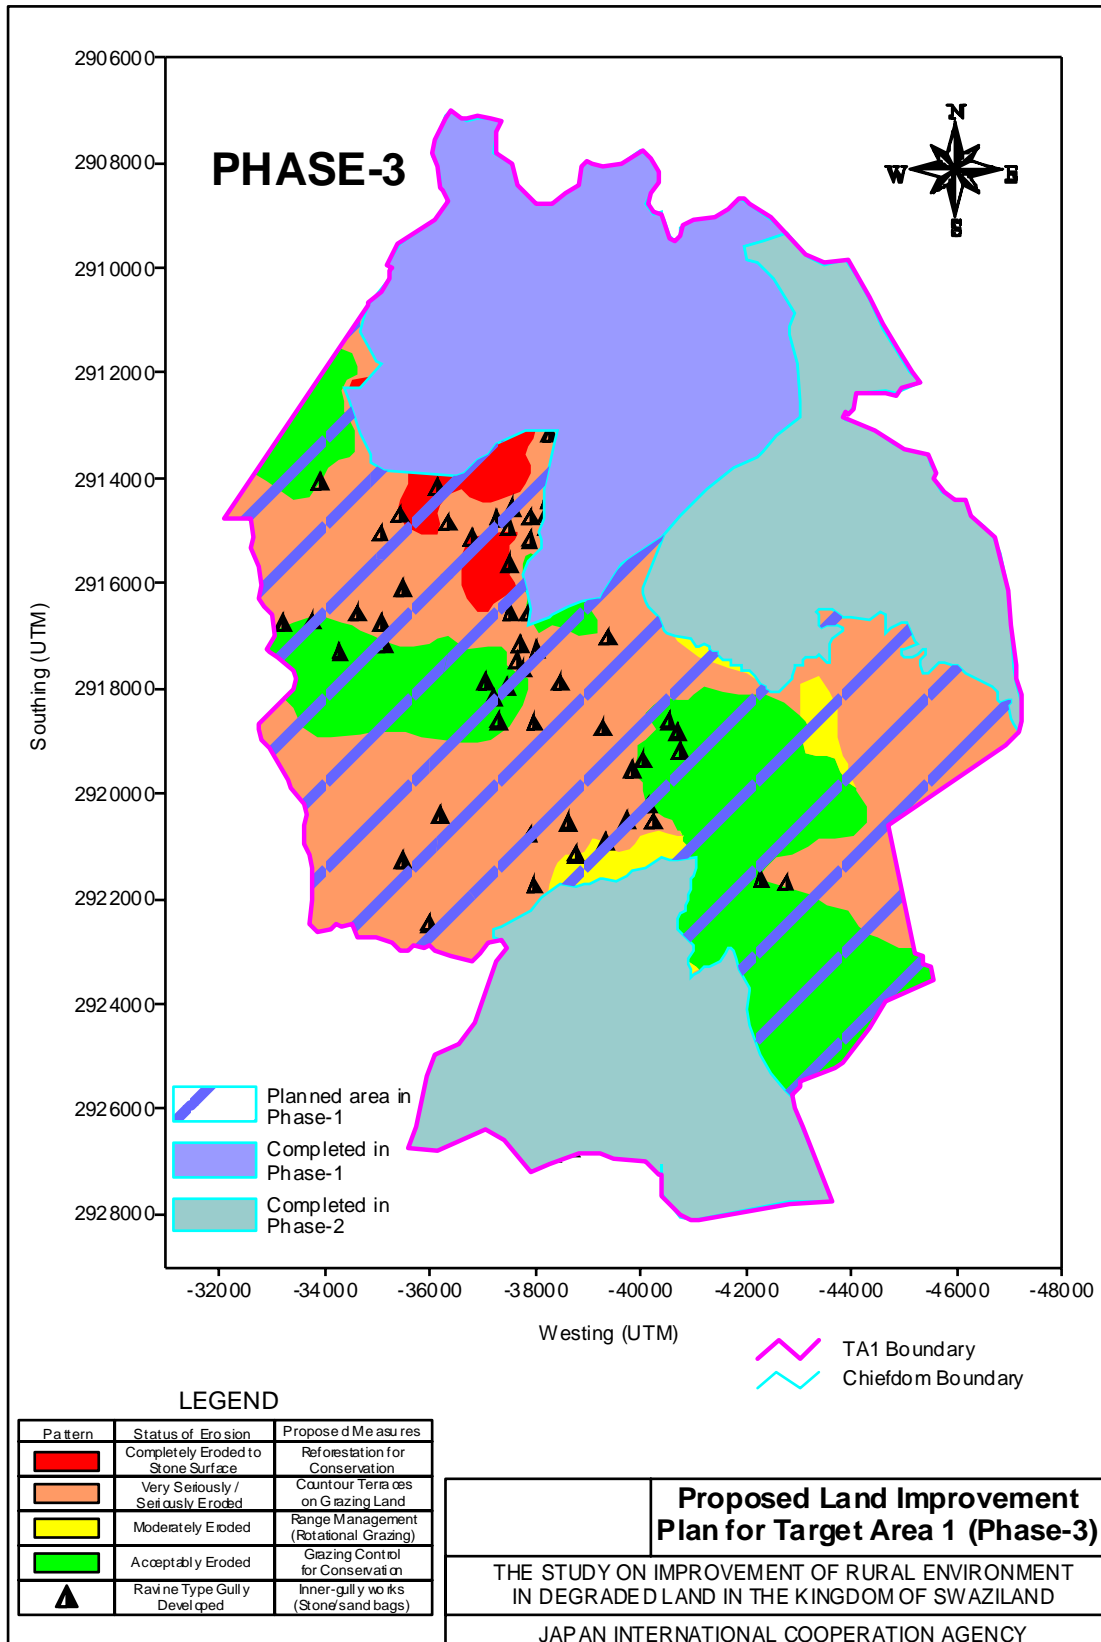 2906000
PHASE-3
N
W
E
S
2908000
2910000
2912000
2914000
2916000
2918000
2920000
2922000
2924000
2926000
2928000
Southing (UTM)
Planned area in
Phase-1
Completed in
Phase-1
Completed in
Phase-2
-32000
-34000
-36000
-38000
-40000
-42000
-44000
-46000
-48000
Westing (UTM)
TA1 Boundary
Chiefdom Boundary
LEGEND
Pattern
Status of Erosion
Proposed Measures
Completely Eroded to
Stone Surface
Reforestation for
Conservation
Very Seriously /
Seriously Eroded
Countour Terraces
on Grazing Land
Moderately Eroded
Range Management
(Rotational Grazing)
Acceptably Eroded
Grazing Control
for Conservation
Ravine Type Gully
Developed
Inner-gully works
(Stone/sand bags)
Proposed Land Improvement
Plan for Target Area 1 (Phase-3)
THE STUDY ON IMPROVEMENT OF RURAL ENVIRONMENT
IN DEGRADED LAND IN THE KINGDOM OF SWAZILAND
JAPAN INTERNATIONAL COOPERATION AGENCY